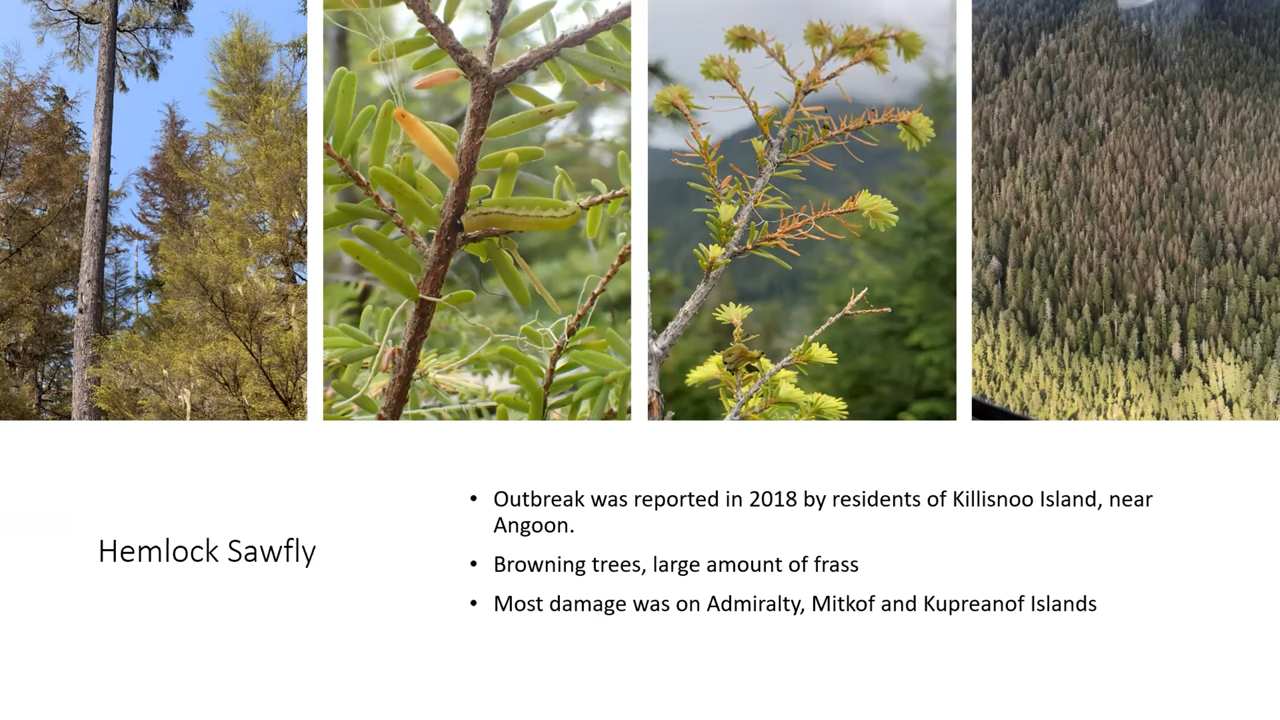 Hemlock Sawfly
• Outbreak was reported in 2018 by residents of Killisnoo Island, near
Angoon.
• Browning trees, large amount of frass
• Most damage was on Admiralty, Mitkof and Kupreanof Islands